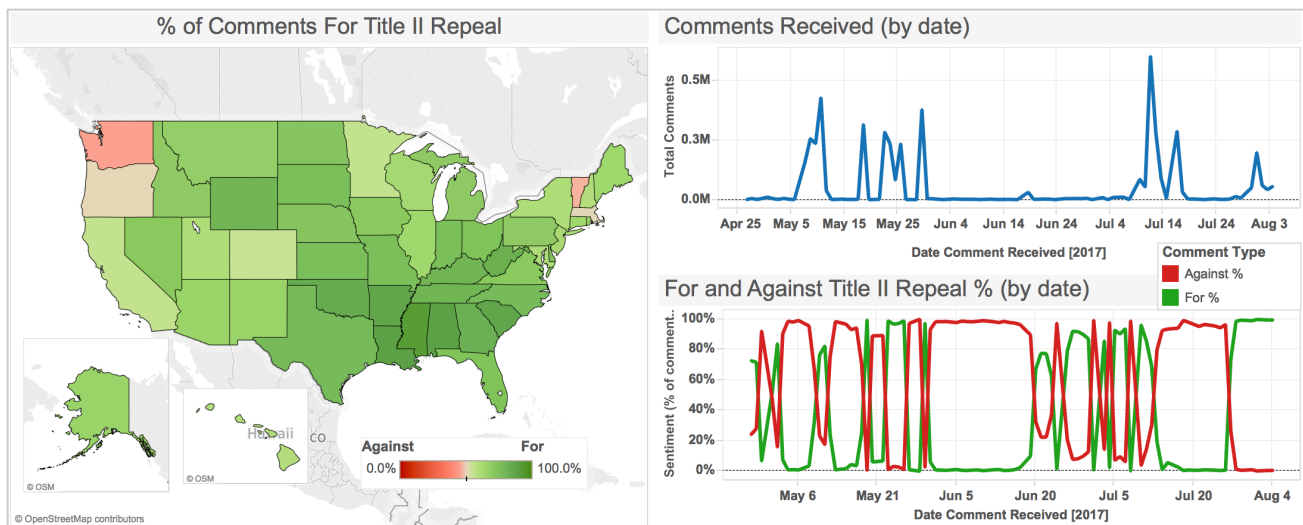 % of Comments For Title II Repeal
CO
Hawaii
© OSM
© OSM
Against For
0.0% 100.0%
© OpenStreetMap contributors
Comments Received (by date)
Total Comments
0.5M
0.3M
0.0M
Apr 25 May 5 May 15 May 25 Jun 4 Jun 14 Jun 24 Jul 4 Jul 14 Jul 24 Aug 3
Date Comment Received [2017]
Comment Type
Against %
For %
For and Against Title II Repeal % (by date)
Sentiment (% of comment.
100%
80%
60%
40%
20%
0%
May 6 May 21 Jun 5 Jun 20 Jul 5 Jul 20 Aug 4
Date Comment Received [2017]